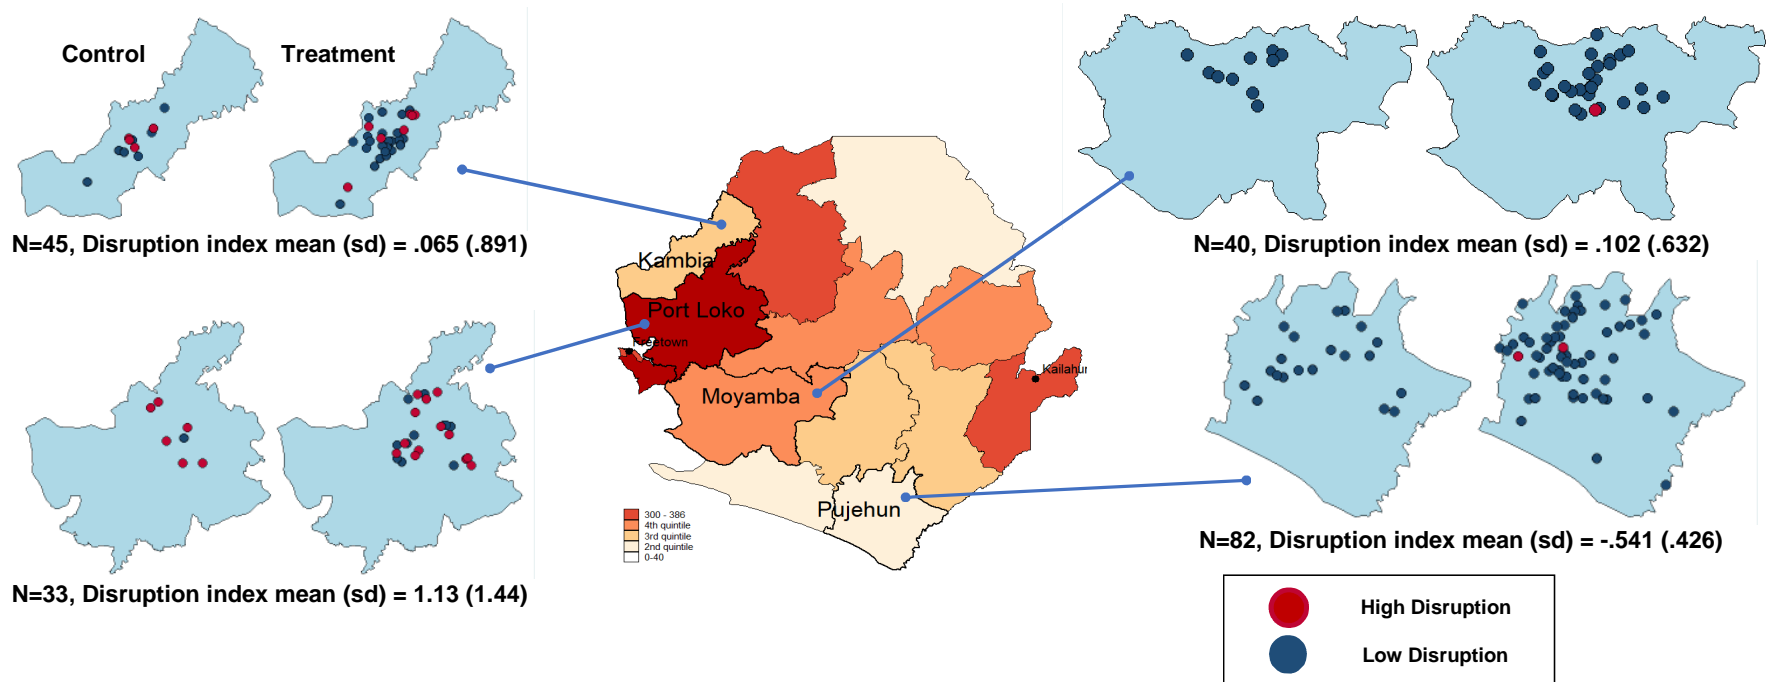 Control
Treatment
N=45, Disruption index mean (sd) = .065 (.891)
N=40, Disruption index mean (sd) = .102 (.632)
Kambia
Port Loko
Freetown
Kailahun
Moyamba
Pujehun
300 - 386
4th quintile
3rd quintile
2nd quintile
0-40
N=33, Disruption index mean (sd) = 1.13 (1.44)
N=82, Disruption index mean (sd) = -.541 (.426)
High Disruption
Low Disruption